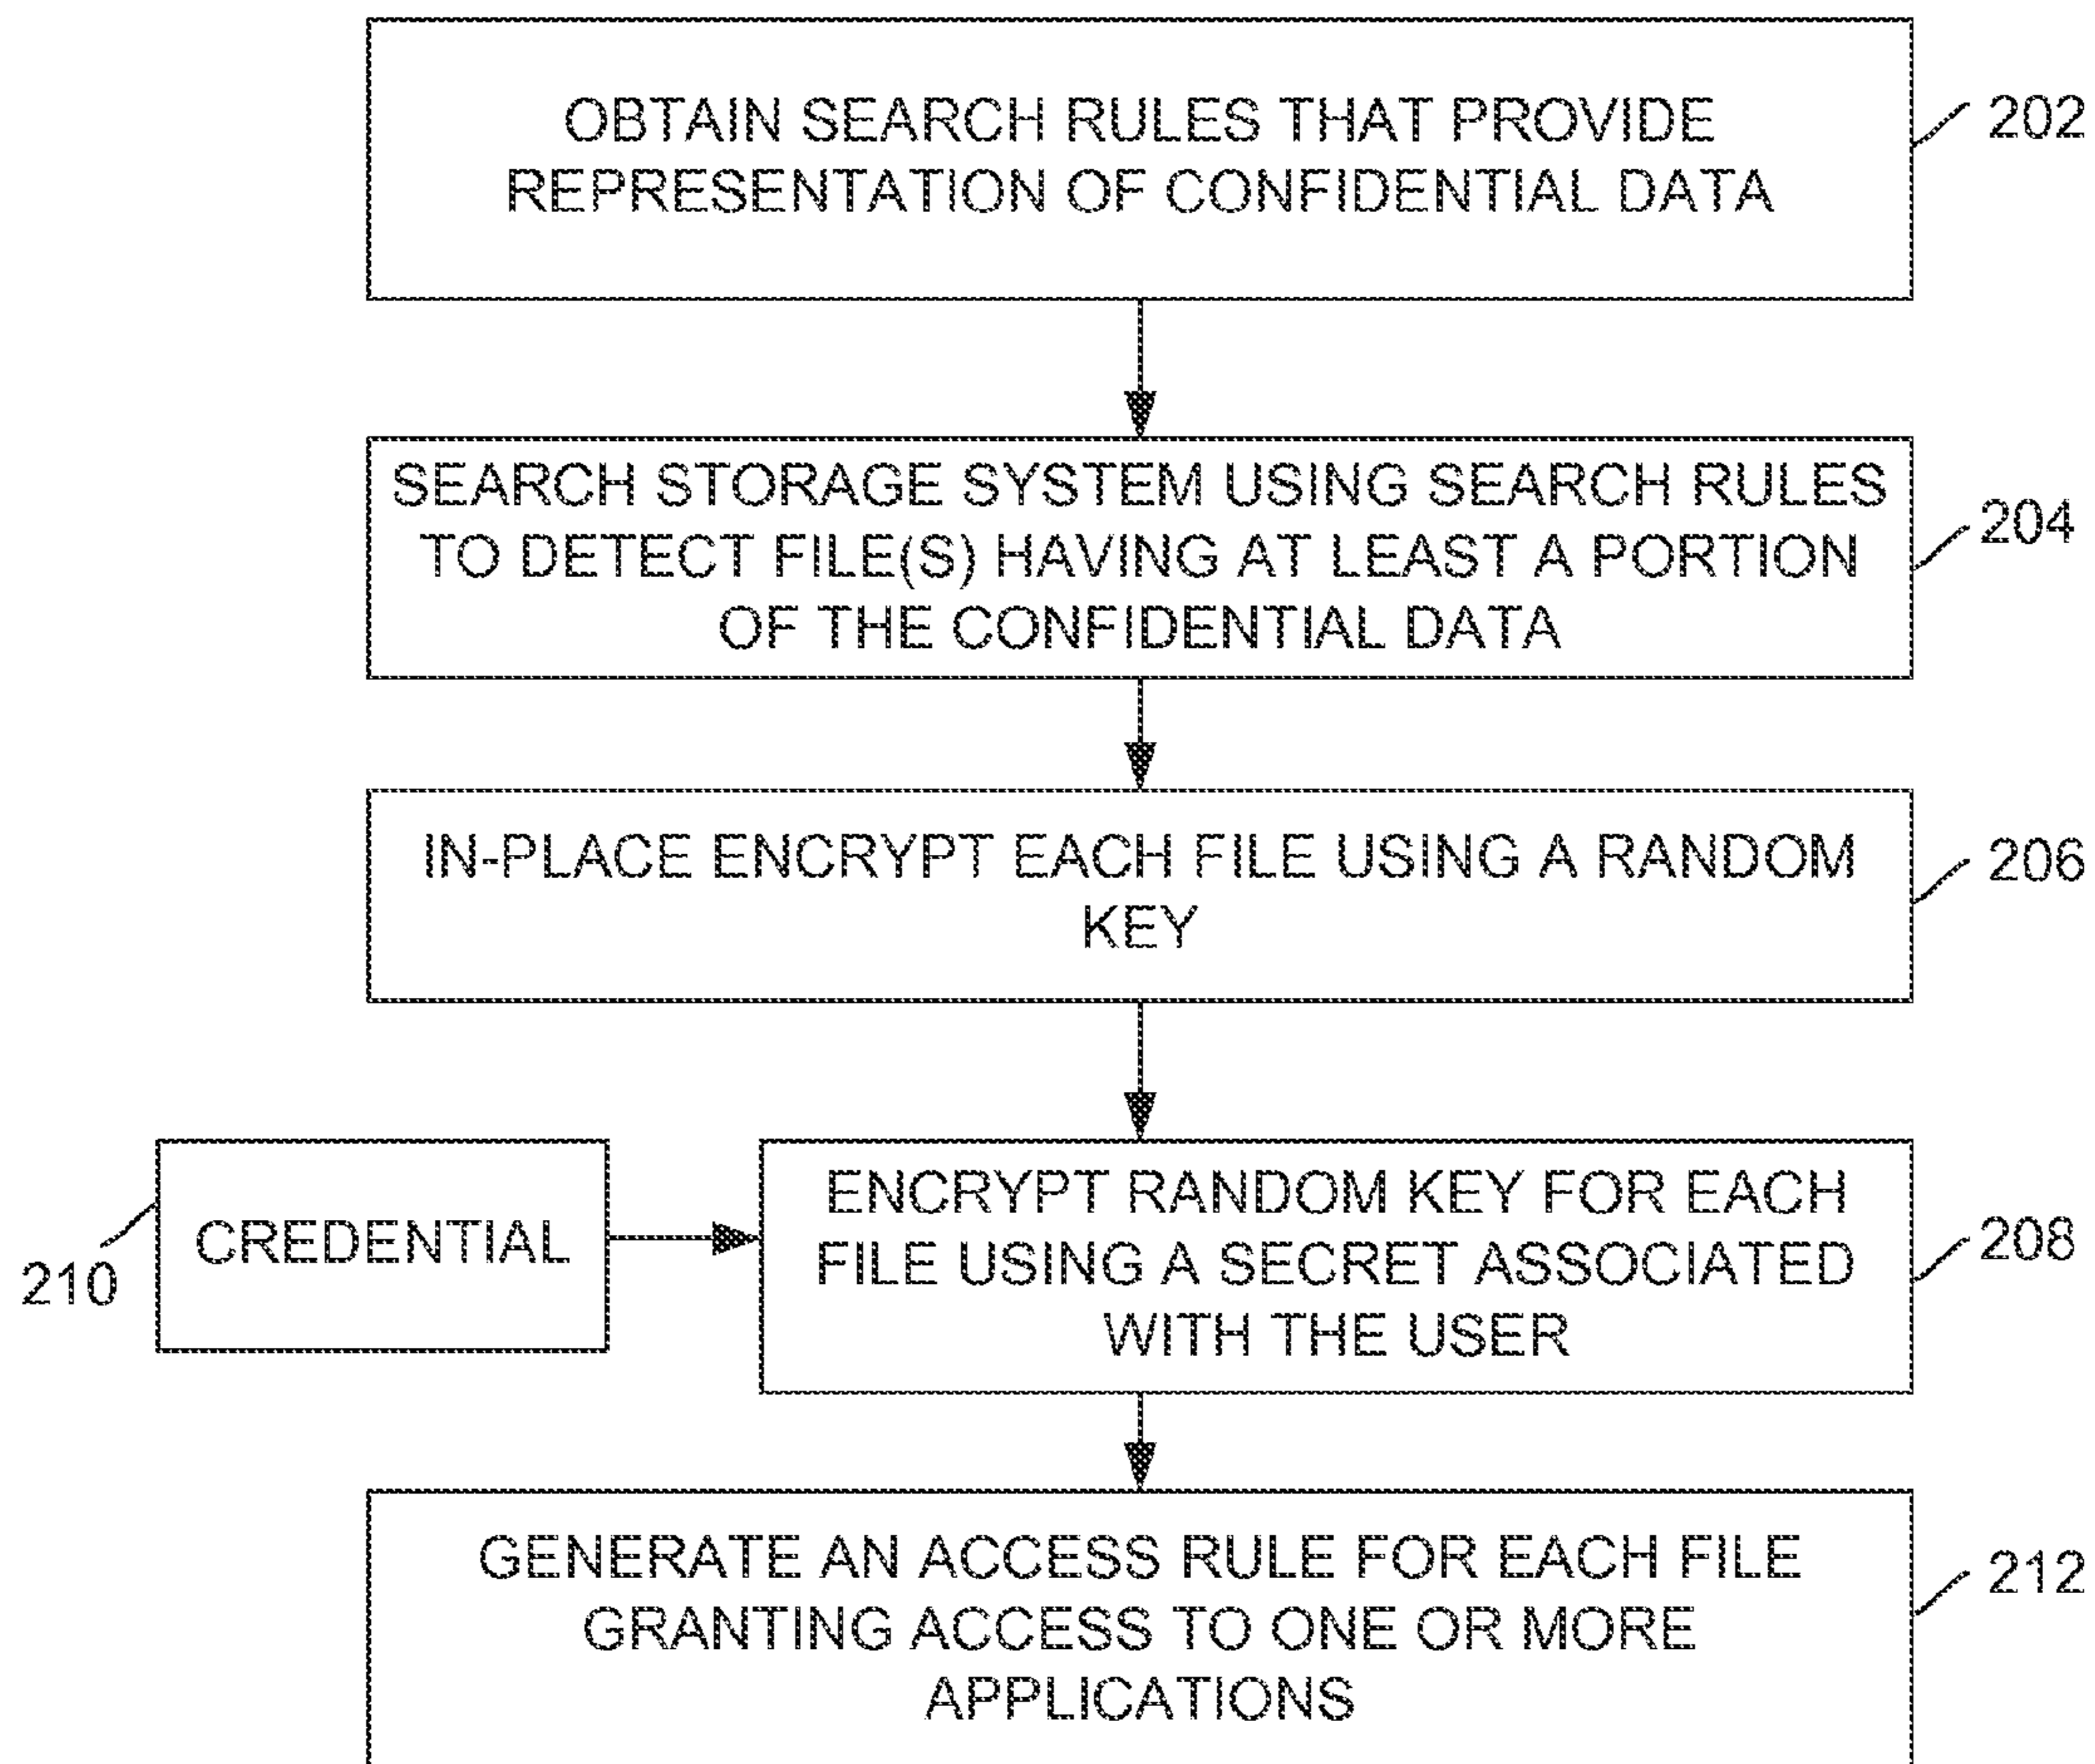 OBTAIN SEARCH RULES THAT PROVIDE
REPRESENTATION OF CONFIDENTIAL DATA
202
SEARCH STORAGE SYSTEM USING SEARCH RULES
TO DETECT FILE(S) HAVING AT LEAST A PORTION
OF THE CONFIDENTIAL DATA
204
IN-PLACE ENCRYPT EACH FILE USING A RANDOM
KEY
206
CREDENTIAL
210
ENCRYPT RANDOM KEY FOR EACH
FILE USING A SECRET ASSOCIATED
WITH THE USER
208
GENERATE AN ACCESS RULE FOR EACH FILE
GRANTING ACCESS TO ONE OR MORE
APPLICATIONS
212